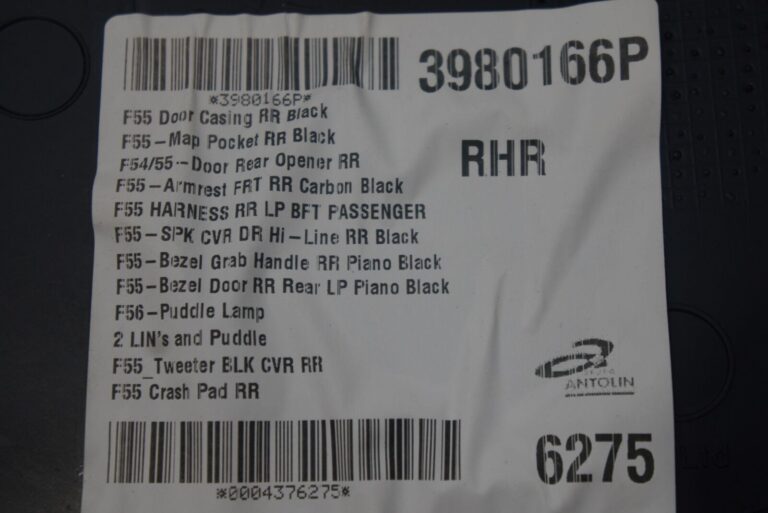 3980166P
*3980166P*
F55 Door Casing RR Black
F55-Map Pocket RR Black
RHR
F54/55-Door Rear Opener RR
F55-Armrest FRT RR Carbon Black
F55 HARNESS RR LP BFT PASSENGER
F55-SPK CVR DR Hi-Line RR Black
F55-Bezel Grab Handle RR Piano Black
F55-Bezel Door RR Rear LP Piano Black
F56-Puddle Lamp
2 LIN's and Puddle
F55_Tweeter BLK CVR RR
F55 Crash Pad RR
GRUPO
ANTOLIN
6275
*0004376275*
Ltd